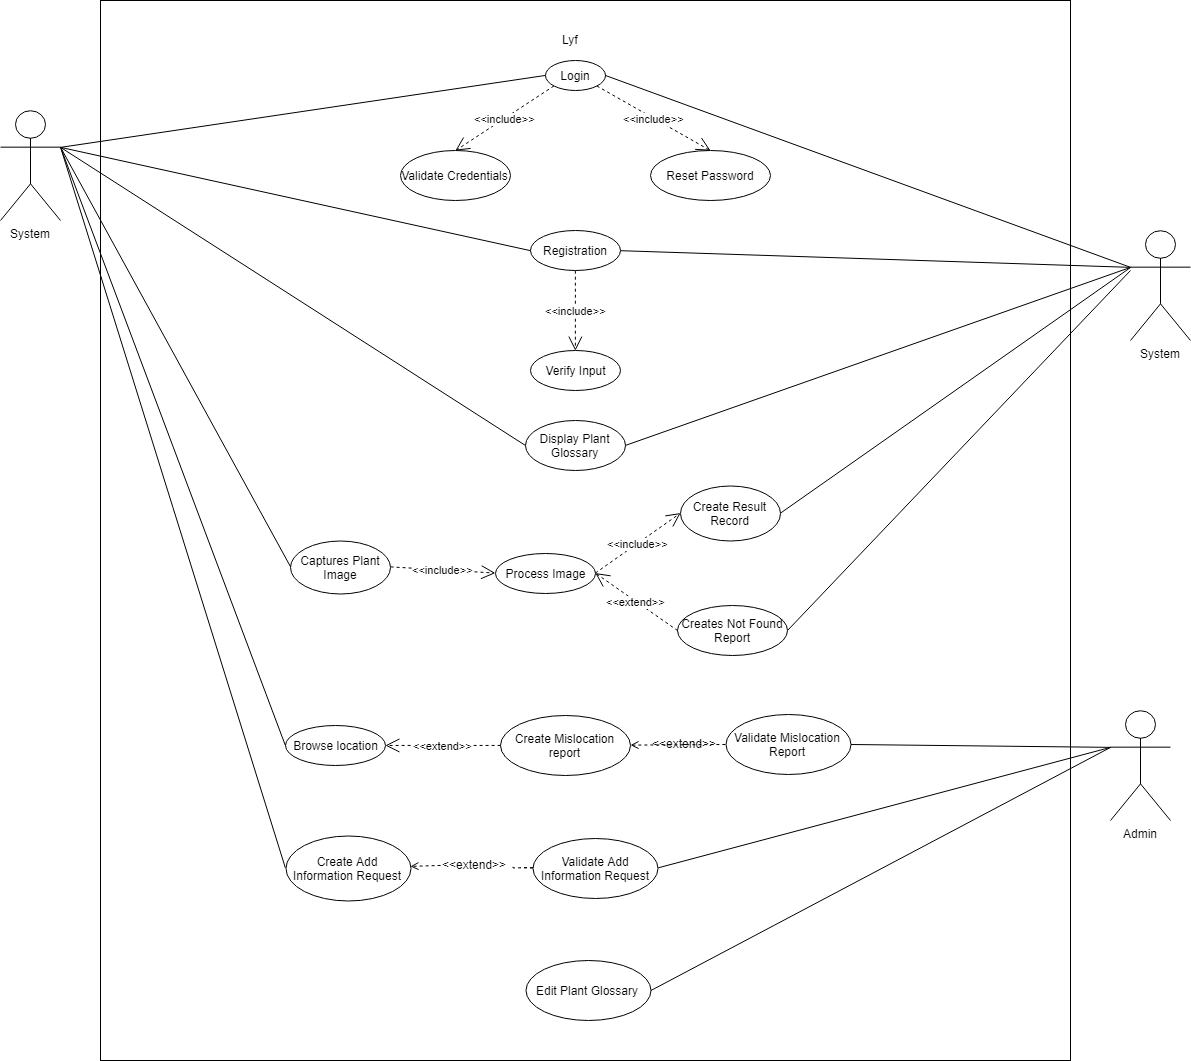 Lyf
Login
<<include>>
<<include>>
Validate Credentials
Reset Password
System
Registration
<<include>>
System
Verify Input
Display Plant
Glossary
Create Result
Record
<<include>>
Captures Plant
Image
<<include>>
Process Image
<<extend>>
Creates Not Found
Report
Browse location
<<extend>>
Create Mislocation
report
<<extend>>
Validate Mislocation
Report
Admin
Create Add
Information Request
<<extend>>
Validate Add
Information Request
Edit Plant Glossary